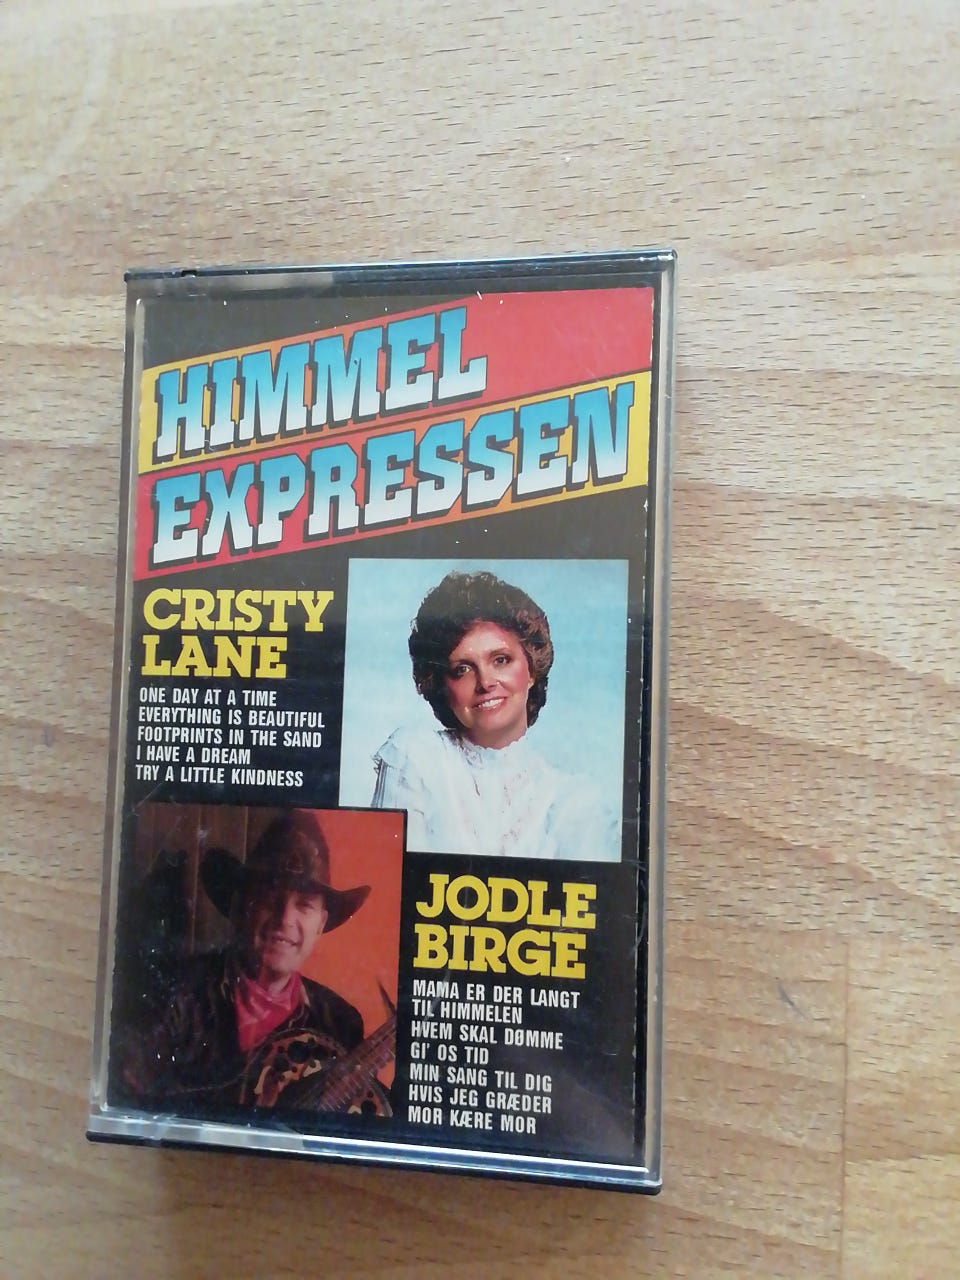 HIMMEL
EXPRESSEN
CRISTY
LANE
ONE DAY AT A TIME
EVERYTHING IS BEAUTIFUL
FOOTPRINTS IN THE SAND
I HAVE A DREAM
TRY A LITTLE KINDNESS
JODLE
BIRGE
MAMA ER DER LANGT
TIL HIMMELEN
HVEM SKAL DØMME
GI' OS TID
MIN SANG TIL DIG
HVIS JEG GRÆDER
MOR KÆRE MOR